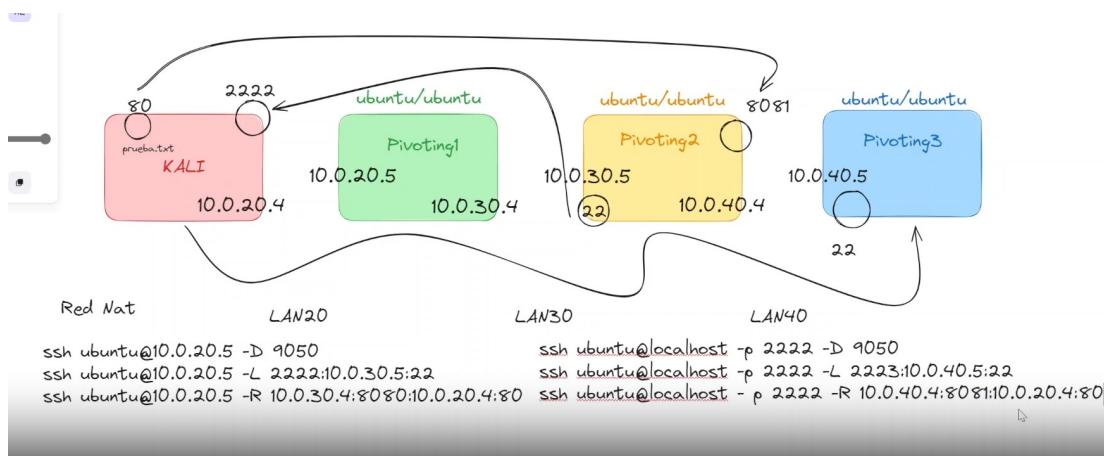 80
2222
ubuntu/ubuntu
ubuntu/ubuntu
8081
ubuntu/ubuntu
prueba.txt
KALI
Pivoting1
Pivoting2
Pivoting3
10.0.20.5
10.0.30.5
10.0.40.5
10.0.20.4
10.0.30.4
22
10.0.40.4
22
Red Nat
LAN20
LAN30
LAN40
ssh ubuntu@10.0.20.5 -D 9050
ssh ubuntu@10.0.20.5 -L 2222:10.0.30.5:22
ssh ubuntu@10.0.20.5 -R 10.0.30.4:8080:10.0.20.4:80
ssh ubuntu@localhost -p 2222 -D 9050
ssh ubuntu@localhost -p 2222 -L 2223:10.0.40.5:22
ssh ubuntu@localhost - p 2222 -R 10.0.40.4:8081:10.0.20.4:80